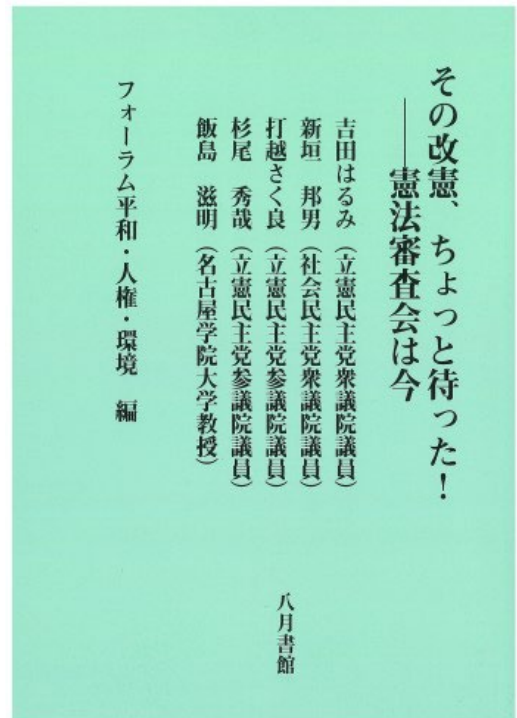 その改憲、ちょっと待った！
――憲法審査会は今
吉田はるみ（立憲民主党衆議院議員）
新垣　邦男（社会民主党衆議院議員）
打越さく良（立憲民主党参議院議員）
杉尾　秀哉（立憲民主党参議院議員）
飯島　滋明（名古屋学院大学教授）
フォーラム平和・人権・環境　編
八月書館